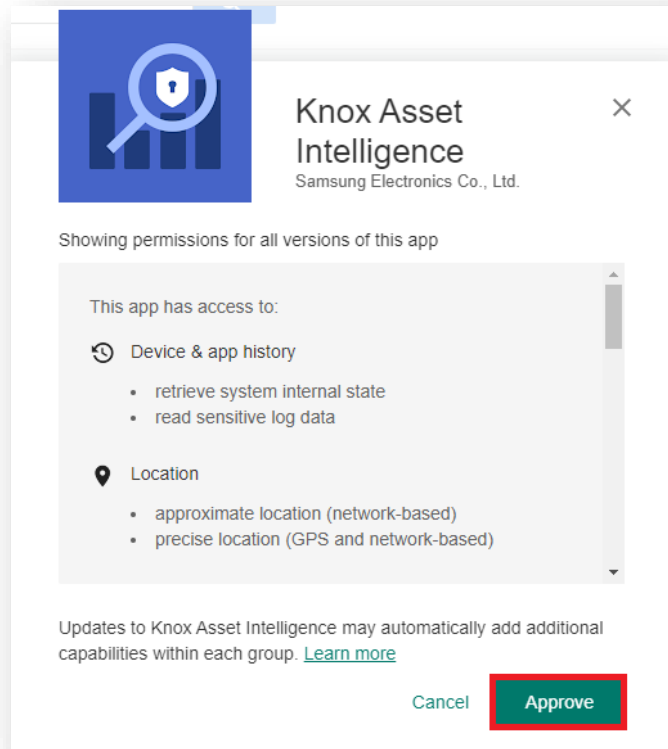 Knox Asset
Intelligence
Samsung Electronics Co., Ltd.
Showing permissions for all versions of this app
This app has access to:
Device & app history
• retrieve system internal state
• read sensitive log data
Location
• approximate location (network-based)
• precise location (GPS and network-based)
Updates to Knox Asset Intelligence may automatically add additional
capabilities within each group. Learn more
Cancel Approve